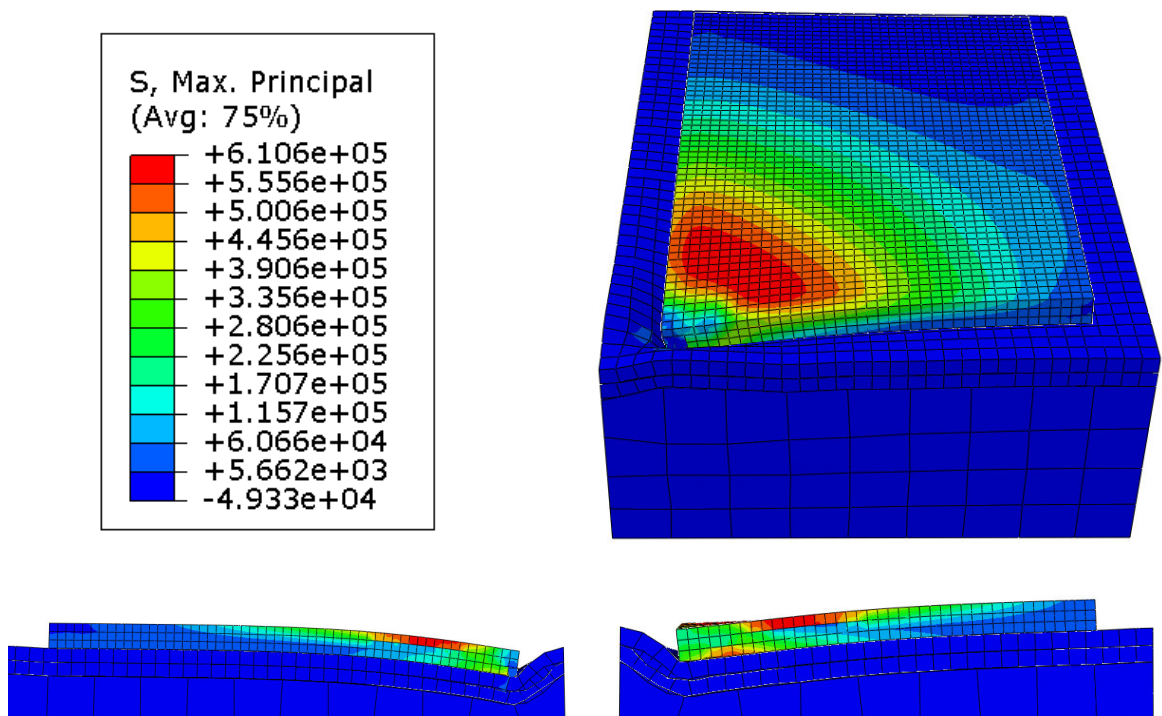 S, Max. Principal
(Avg: 75%)
+6.106e+05
+5.556e+05
+5.006e+05
+4.456e+05
+3.906e+05
+3.356e+05
+2.806e+05
+2.256e+05
+1.707e+05
+1.157e+05
+6.066e+04
+5.662e+03
-4.933e+04